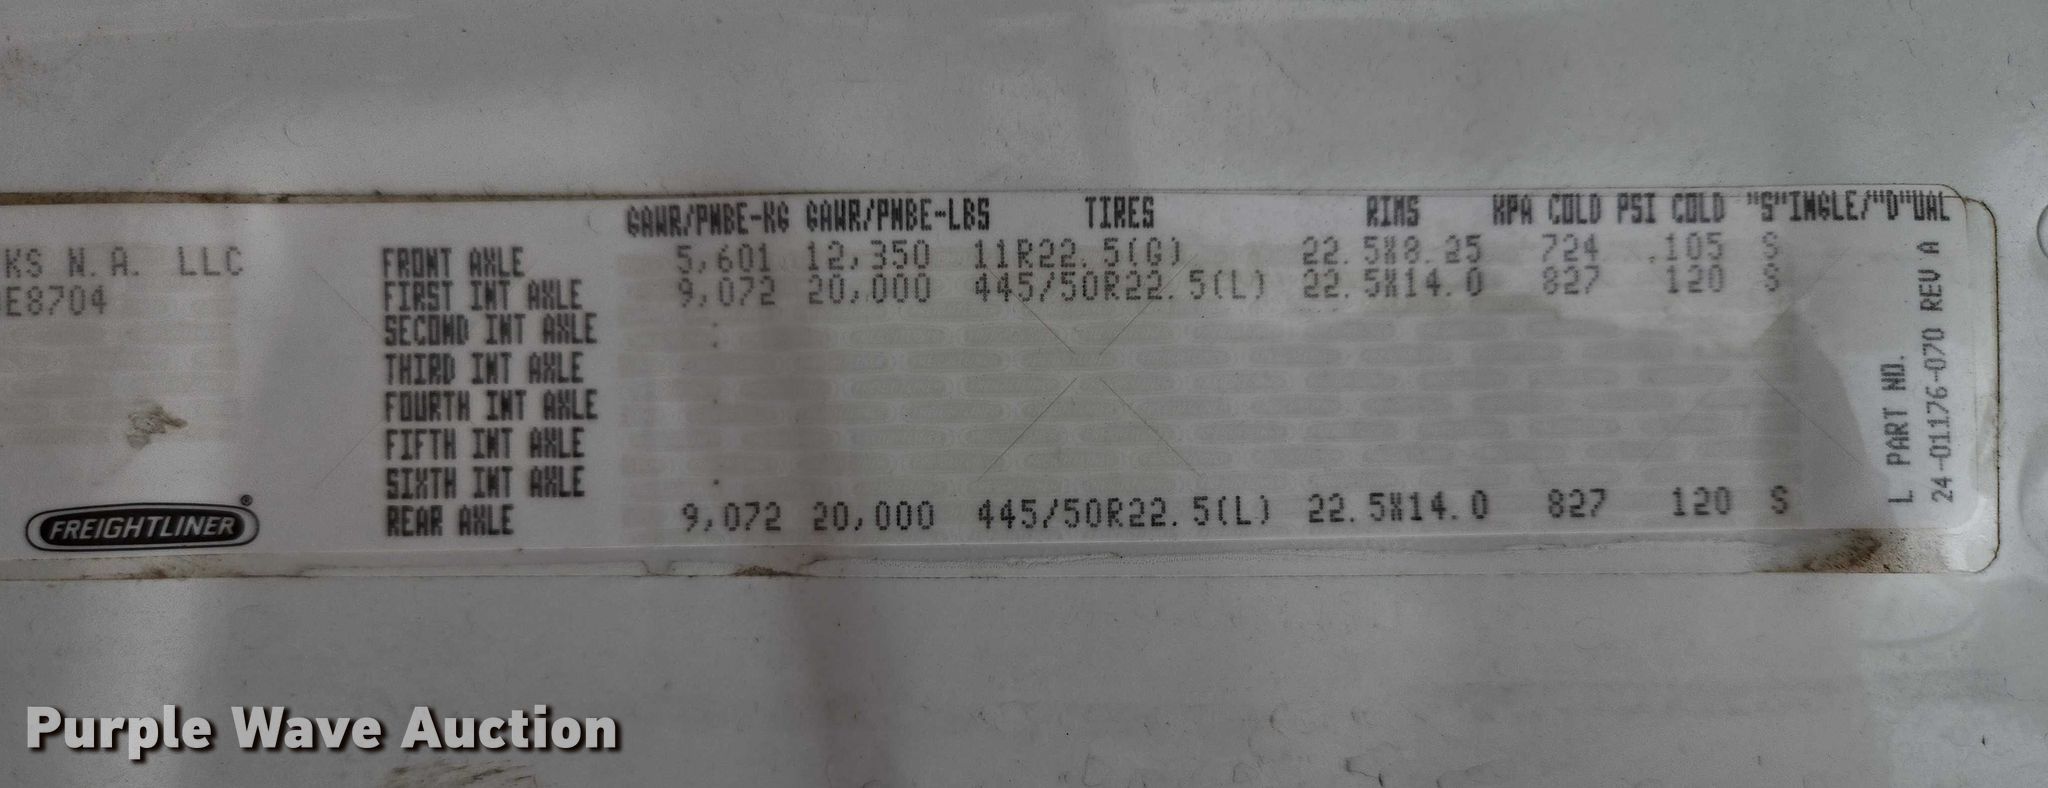 GAWR/PNBE-KG GAWR/PNBE-LBS TIRES RIMS KPA COLD PSI COLD "S"INGLE/"D"UAL
KS N.A. LLC FRONT AXLE 5,601 12,350 11R22.5(G) 22.5X8.25 724 105 S
E8704 FIRST INT AXLE 9,072 20,000 445/50R22.5(L) 22.5X14.0 827 120 S
SECOND INT AXLE
THIRD INT AXLE
FOURTH INT AXLE
FIFTH INT AXLE
SIXTH INT AXLE
FREIGHTLINER® REAR AXLE 9,072 20,000 445/50R22.5(L) 22.5X14.0 827 120 S
L PART NO.
24-01176-070 REV A
Purple Wave Auction